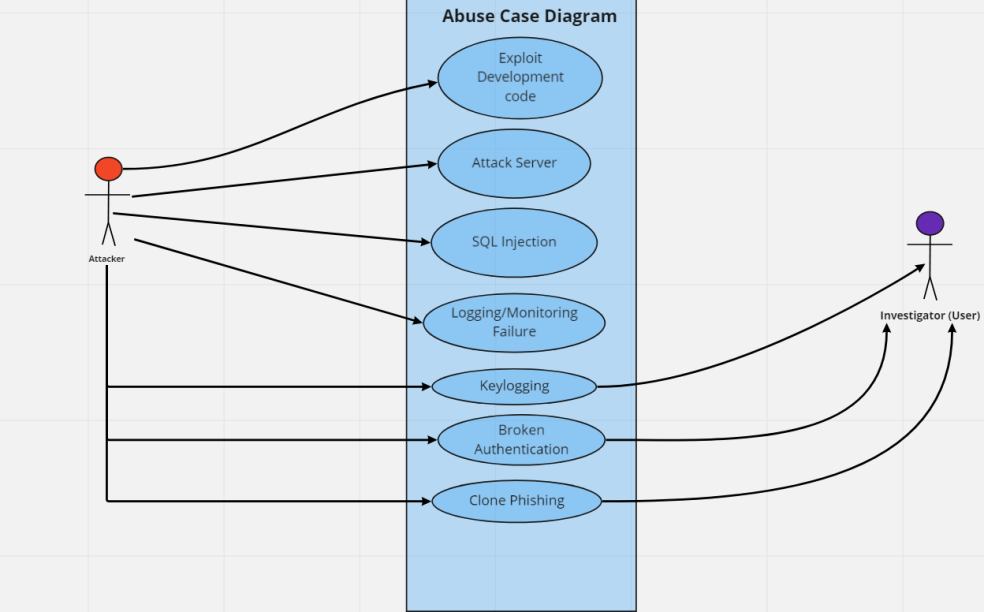 Abuse Case Diagram
Exploit
Development
code
Attack Server
SQL Injection
Logging/Monitoring
Failure
Keylogging
Broken
Authentication
Clone Phishing
Attacker
Investigator (User)